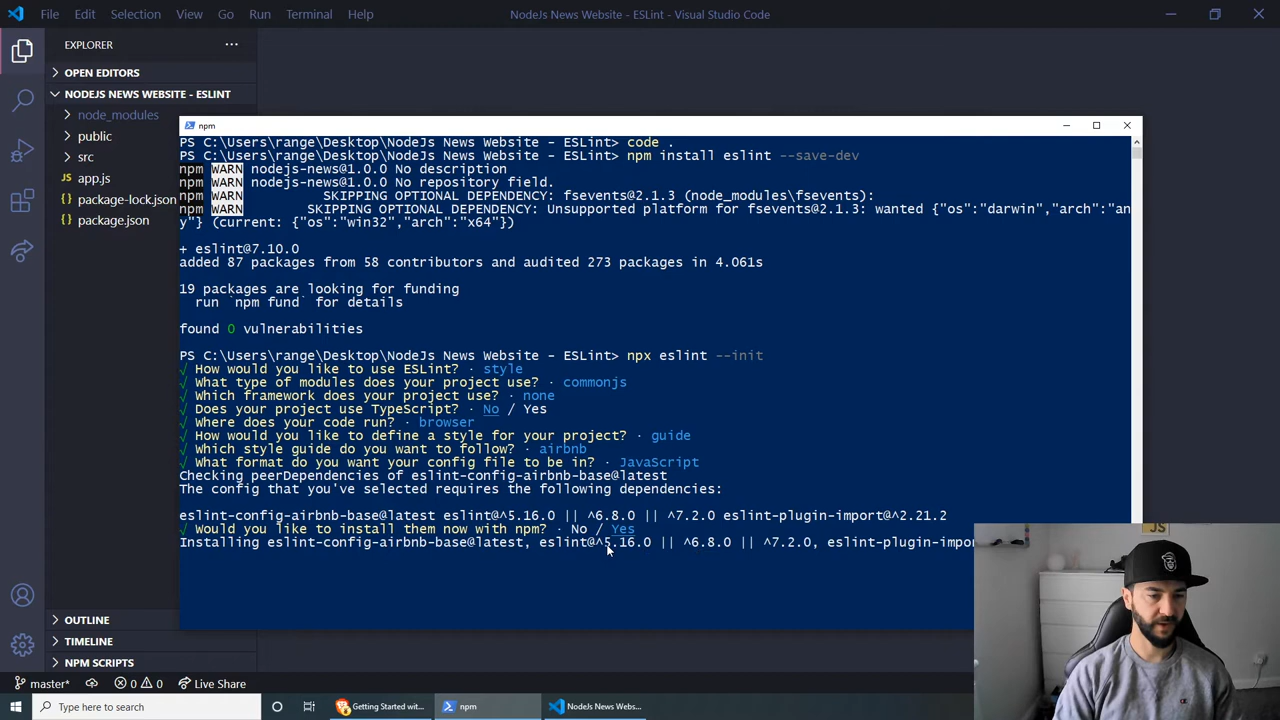 File Edit Selection View Go Run Terminal Help
NodeJs News Website - ESLint - Visual Studio Code
EXPLORER
OPEN EDITORS
NODEJS NEWS WEBSITE - ESLINT
node_modules
public
src
JS app.js
{} package-lock.json
{} package.json
OUTLINE
TIMELINE
NPM SCRIPTS
npm
PS C:\Users\range\Desktop\NodeJs News Website - ESLint> code .
PS C:\Users\range\Desktop\NodeJs News Website - ESLint> npm install eslint --save-dev
npm WARN nodejs-news@1.0.0 No description
npm WARN nodejs-news@1.0.0 No repository field.
npm WARN SKIPPING OPTIONAL DEPENDENCY: fsevents@2.1.3 (node_modules\fsevents):
npm WARN SKIPPING OPTIONAL DEPENDENCY: Unsupported platform for fsevents@2.1.3: wanted {"os":"darwin","arch":"an
y"} (current: {"os":"win32","arch":"x64"})
+ eslint@7.10.0
added 87 packages from 58 contributors and audited 273 packages in 4.061s
19 packages are looking for funding
run `npm fund` for details
found 0 vulnerabilities
PS C:\Users\range\Desktop\NodeJs News Website - ESLint> npx eslint --init
√ How would you like to use ESLint? · style
√ What type of modules does your project use? · commonjs
√ Which framework does your project use? · none
√ Does your project use TypeScript? · No / Yes
√ Where does your code run? · browser
√ How would you like to define a style for your project? · guide
√ Which style guide do you want to follow? · airbnb
√ What format do you want your config file to be in? · JavaScript
Checking peerDependencies of eslint-config-airbnb-base@latest
The config that you've selected requires the following dependencies:
eslint-config-airbnb-base@latest eslint@^5.16.0 || ^6.8.0 || ^7.2.0 eslint-plugin-import@^2.21.2
√ Would you like to install them now with npm? · No / Yes
Installing eslint-config-airbnb-base@latest, eslint@^5.16.0 || ^6.8.0 || ^7.2.0, eslint-plugin-impor
JS
master* 0 0 Live Share
Type here to search
Getting Started wit...
npm
NodeJs News Webs...